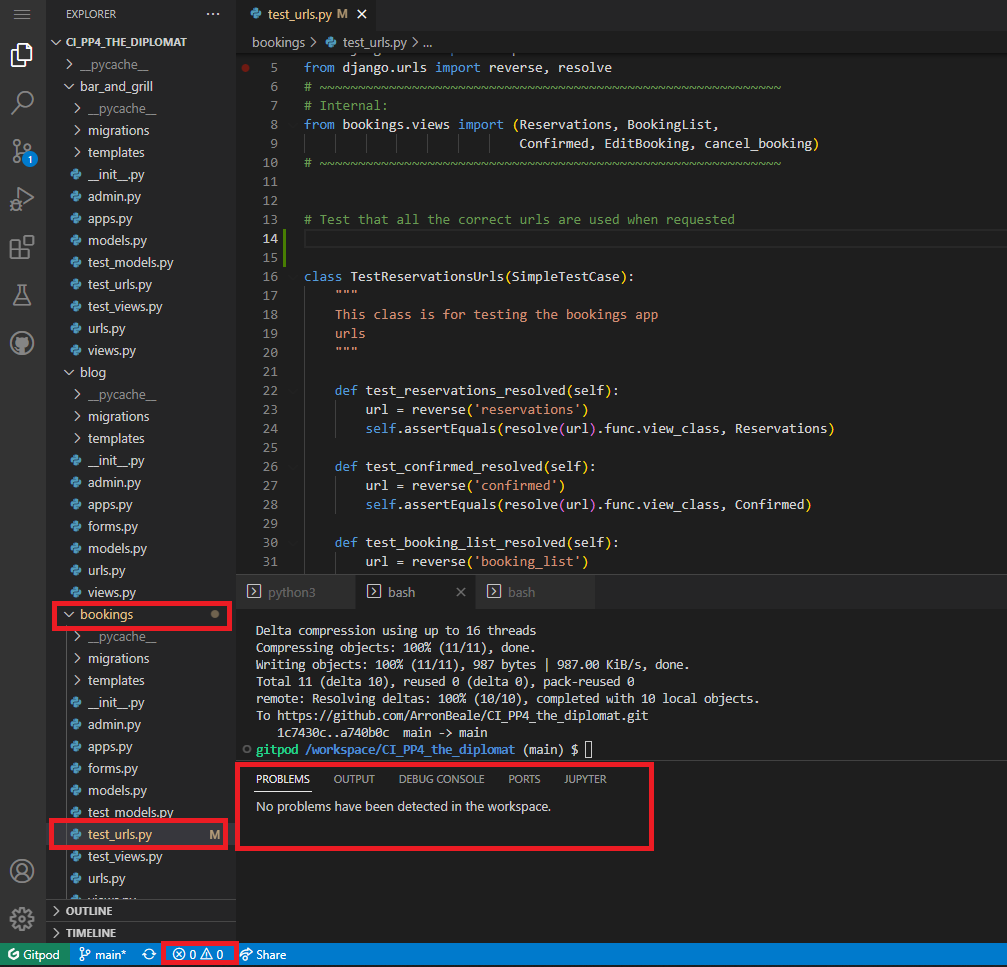 EXPLORER
CI_PP4_THE_DIPLOMAT
__pycache__
bar_and_grill
__pycache__
migrations
templates
__init__.py
admin.py
apps.py
models.py
test_models.py
test_urls.py
test_views.py
urls.py
views.py
blog
__pycache__
migrations
templates
__init__.py
admin.py
apps.py
forms.py
models.py
urls.py
views.py
bookings
__pycache__
migrations
templates
__init__.py
admin.py
apps.py
forms.py
models.py
test_models.py
test_urls.py M
test_views.py
urls.py
views.py
OUTLINE
TIMELINE
1
test_urls.py M
bookings > test_urls.py > ...
5 from django.urls import reverse, resolve
6 # ~~~~~~~~~~~~~~~~~~~~~~~~~~~~~~~~~~~~~~~~~~~~~~~~~~~~~~~~~~~~
7 # Internal:
8 from bookings.views import (Reservations, BookingList,
9 Confirmed, EditBooking, cancel_booking)
10 # ~~~~~~~~~~~~~~~~~~~~~~~~~~~~~~~~~~~~~~~~~~~~~~~~~~~~~~~~~~~~
11
12
13 # Test that all the correct urls are used when requested
14
15
16 class TestReservationsUrls(SimpleTestCase):
17 """
18 This class is for testing the bookings app
19 urls
20 """
21
22 def test_reservations_resolved(self):
23 url = reverse('reservations')
24 self.assertEquals(resolve(url).func.view_class, Reservations)
25
26 def test_confirmed_resolved(self):
27 url = reverse('confirmed')
28 self.assertEquals(resolve(url).func.view_class, Confirmed)
29
30 def test_booking_list_resolved(self):
31 url = reverse('booking_list')
python3 bash bash
Delta compression using up to 16 threads
Compressing objects: 100% (11/11), done.
Writing objects: 100% (11/11), 987 bytes | 987.00 KiB/s, done.
Total 11 (delta 10), reused 0 (delta 0), pack-reused 0
remote: Resolving deltas: 100% (10/10), completed with 10 local objects.
To https://github.com/ArronBeale/CI_PP4_the_diplomat.git
1c7430c..a740b0c main -> main
gitpod /workspace/CI_PP4_the_diplomat (main) $
PROBLEMS OUTPUT DEBUG CONSOLE PORTS JUPYTER
No problems have been detected in the workspace.
Gitpod main* 0 0 Share